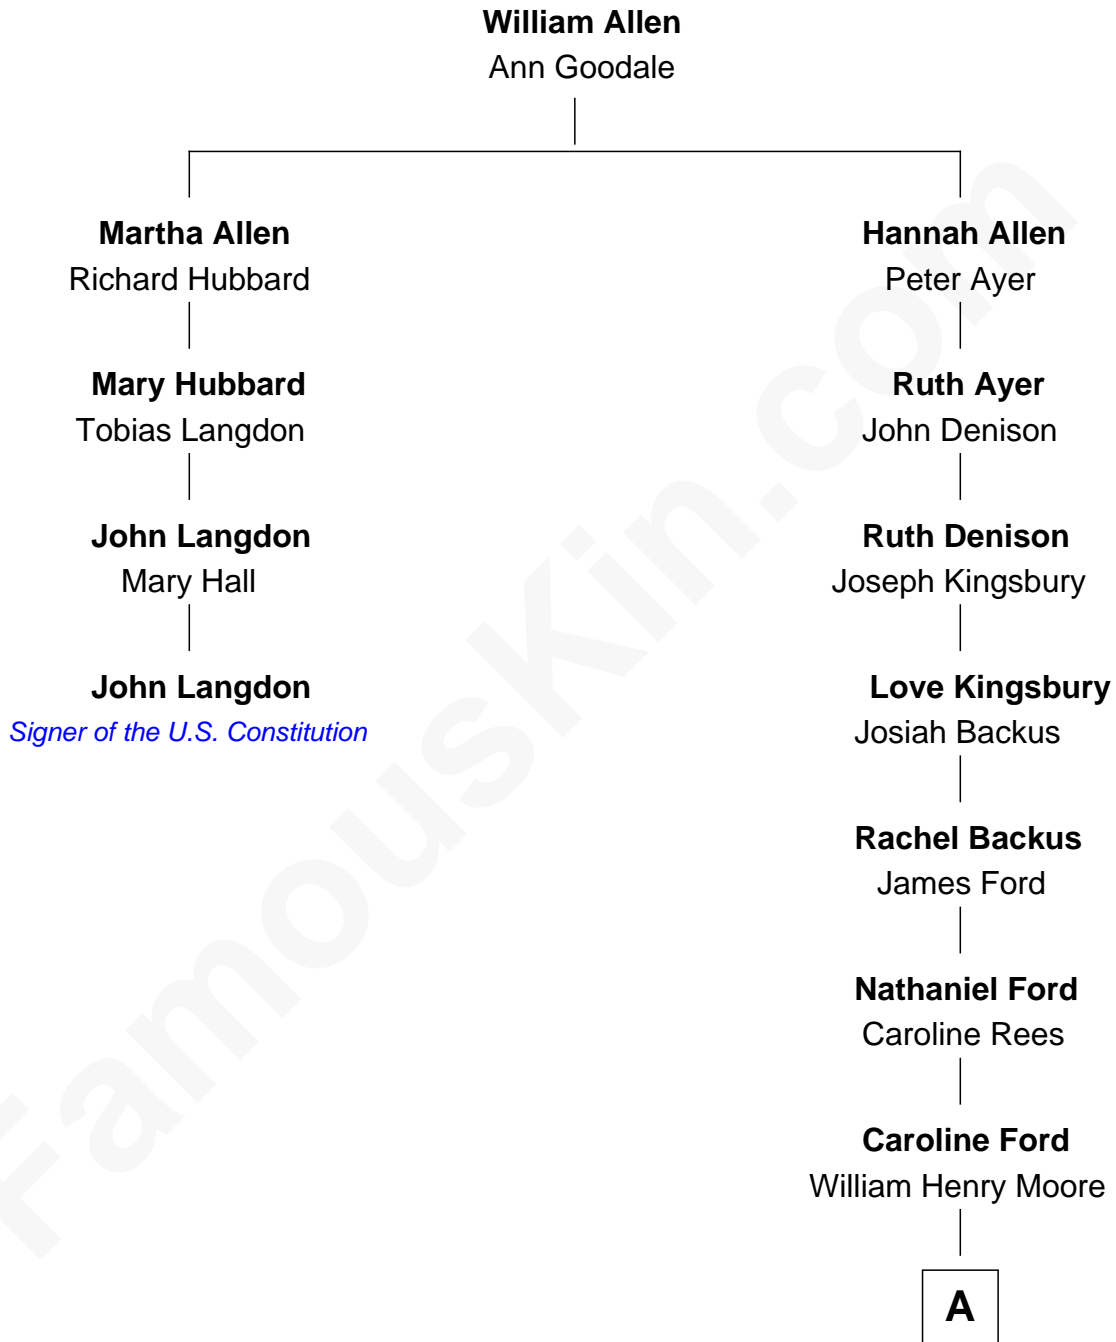 William Allen
Ann Goodale
Martha Allen
Richard Hubbard
Hannah Allen
Peter Ayer
Mary Hubbard
Tobias Langdon
Ruth Ayer
John Denison
John Langdon
Mary Hall
Ruth Denison
Joseph Kingsbury
John Langdon
Signer of the U.S. Constitution
Love Kingsbury
Josiah Backus
Rachel Backus
James Ford
Nathaniel Ford
Caroline Rees
Caroline Ford
William Henry Moore
A
FamousKin.com